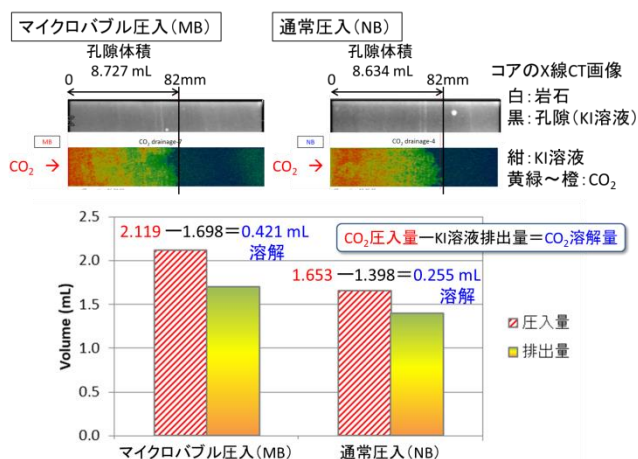 マイクロバブル圧入(MB)
通常圧入(NB)
孔隙体積
8.727 mL
孔隙体積
8.634 mL
0
82mm
0
82mm
コアのX線CT画像
白:岩石
黒:孔隙(KI溶液)
MB
CO₂ drainage-7
NB
CO₂ drainage-4
CO₂ →
CO₂ →
紺:KI溶液
黄緑~橙:CO₂
2.119ー1.698=0.421 mL
溶解
1.653ー1.398=0.255 mL
溶解
CO₂圧入量ーKI溶液排出量=CO₂溶解量
Volume (mL)
2.5
2.0
1.5
1.0
0.5
0.0
圧入量
排出量
マイクロバブル圧入(MB)
通常圧入(NB)